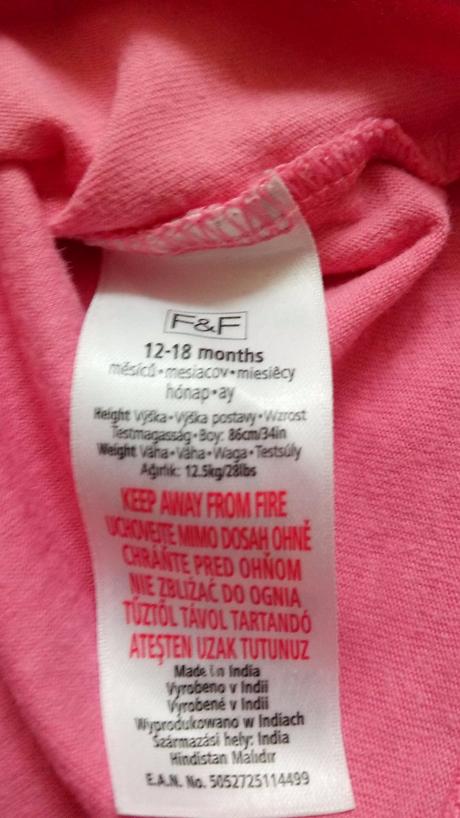 F&F
12-18 months
měsíců•mesiacov•miesięcy
hónap•ay
Height Výška•Výška postavy•Wzrost
Testmagasság•Boy: 86cm/34in
Weight Váha•Váha•Waga•Testsúly
Ağırlık: 12.5kg/28lbs
KEEP AWAY FROM FIRE
UCHOVEJTE MIMO DOSAH OHNĚ
CHRÁŇTE PRED OHŇOM
NIE ZBLIŻAĆ DO OGNIA
TŰZTŐL TÁVOL TARTANDÓ
ATEŞTEN UZAK TUTUNUZ
Made in India
Vyrobeno v Indii
Vyrobené v Indii
Wyprodukowano w Indiach
Származási hely: India
Hindistan Malıdır
E.A.N. No. 5052725114499